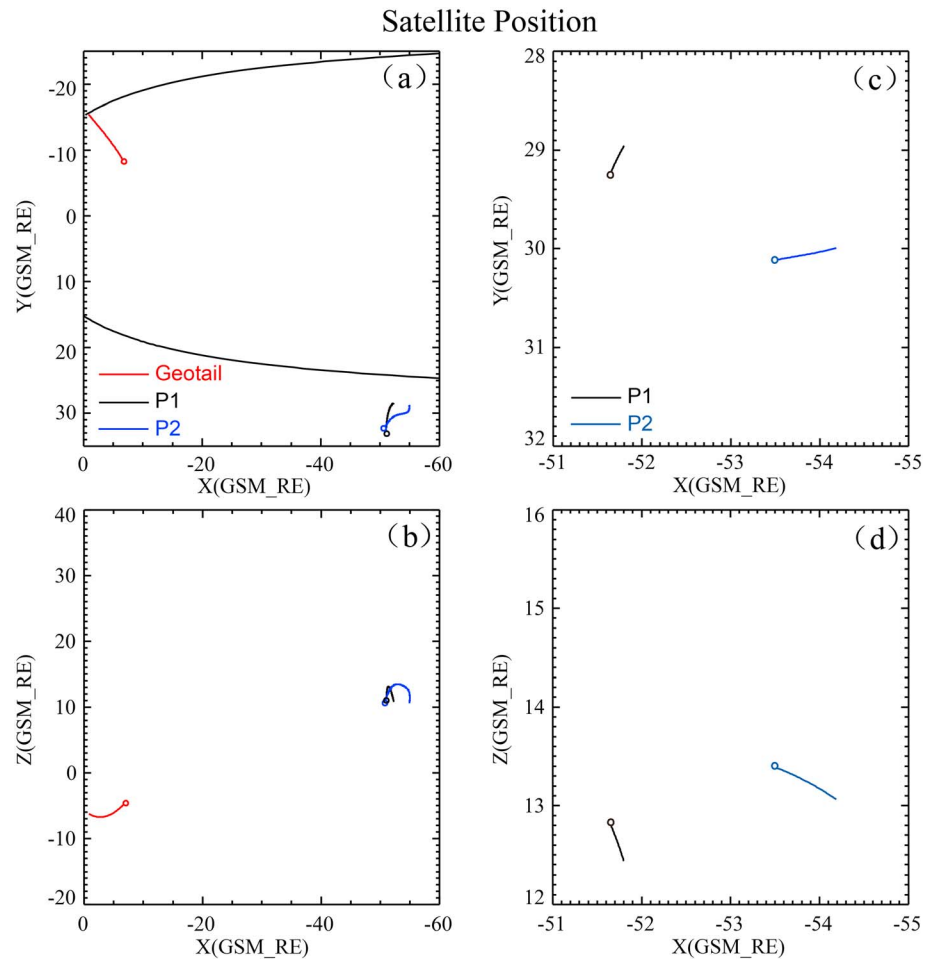 Satellite Position
(a)
-20
-10
0
10
20
30
Y(GSM_RE)
Geotail
P1
P2
0 -20 -40 -60
X(GSM_RE)
(c)
28
29
30
31
32
Y(GSM_RE)
P1
P2
-51 -52 -53 -54 -55
X(GSM_RE)
(b)
40
30
20
10
0
-10
-20
Z(GSM_RE)
0 -20 -40 -60
X(GSM_RE)
(d)
16
15
14
13
12
Z(GSM_RE)
-51 -52 -53 -54 -55
X(GSM_RE)